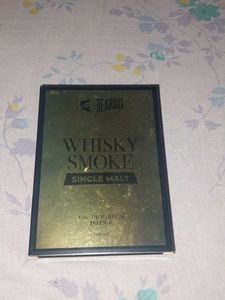 BEARDO
WHISKY
SMOKE
SINGLE MALT
EAU DE PARFUM
INTENSE
100 ml